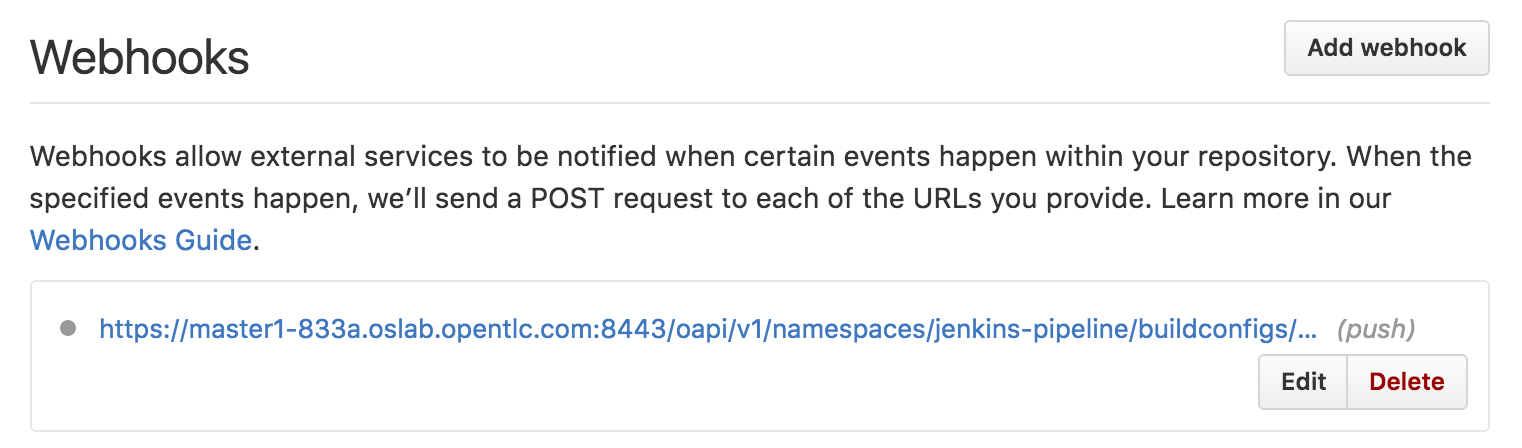 Webhooks
Add webhook
Webhooks allow external services to be notified when certain events happen within your repository. When the
specified events happen, we’ll send a POST request to each of the URLs you provide. Learn more in our
Webhooks Guide.
https://master1-833a.oslab.opentlc.com:8443/oapi/v1/namespaces/jenkins-pipeline/buildconfigs/... (push)
Edit Delete